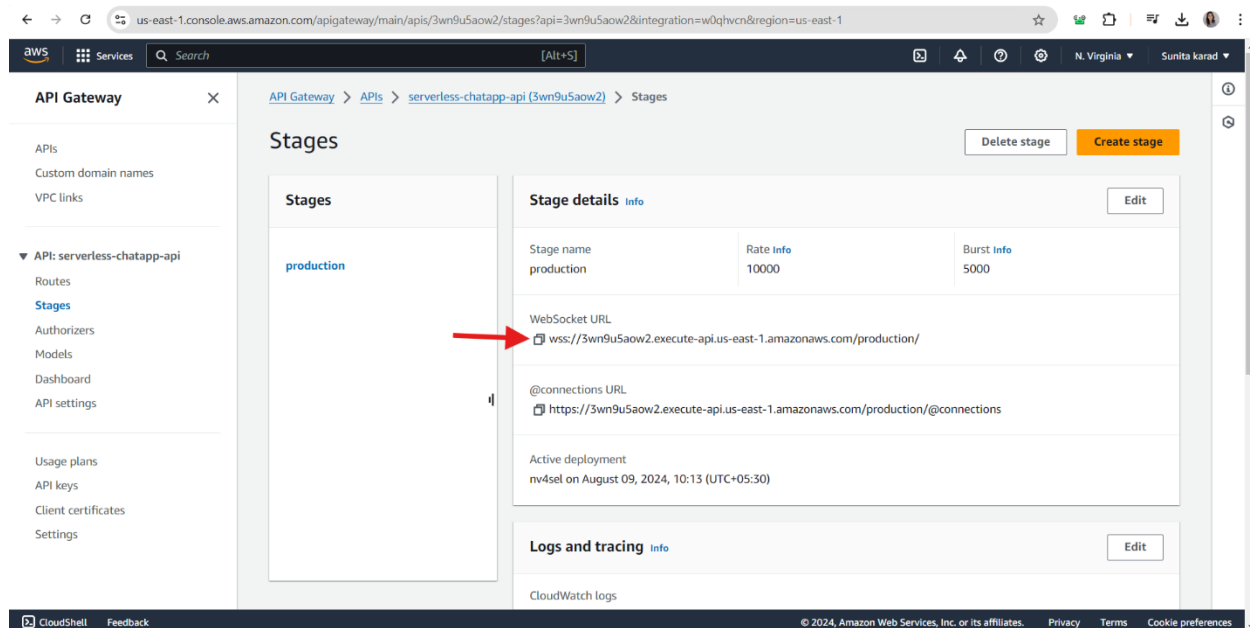 us-east-1.console.aws.amazon.com/apigateway/main/apis/3wn9u5aow2/stages?api=3wn9u5aow2&integration=w0qhvcn&region=us-east-1
aws Services Search [Alt+S] N. Virginia Sunita karad
API Gateway
APIs
Custom domain names
VPC links
API: serverless-chatapp-api
Routes
Stages
Authorizers
Models
Dashboard
API settings
Usage plans
API keys
Client certificates
Settings
API Gateway > APIs > serverless-chatapp-api (3wn9u5aow2) > Stages
Stages
Delete stage Create stage
Stages
production
Stage details Info Edit
Stage name Rate Info Burst Info
production 10000 5000
WebSocket URL
wss://3wn9u5aow2.execute-api.us-east-1.amazonaws.com/production/
@connections URL
https://3wn9u5aow2.execute-api.us-east-1.amazonaws.com/production/@connections
Active deployment
nv4sel on August 09, 2024, 10:13 (UTC+05:30)
Logs and tracing Info Edit
CloudWatch logs
CloudShell Feedback © 2024, Amazon Web Services, Inc. or its affiliates. Privacy Terms Cookie preferences